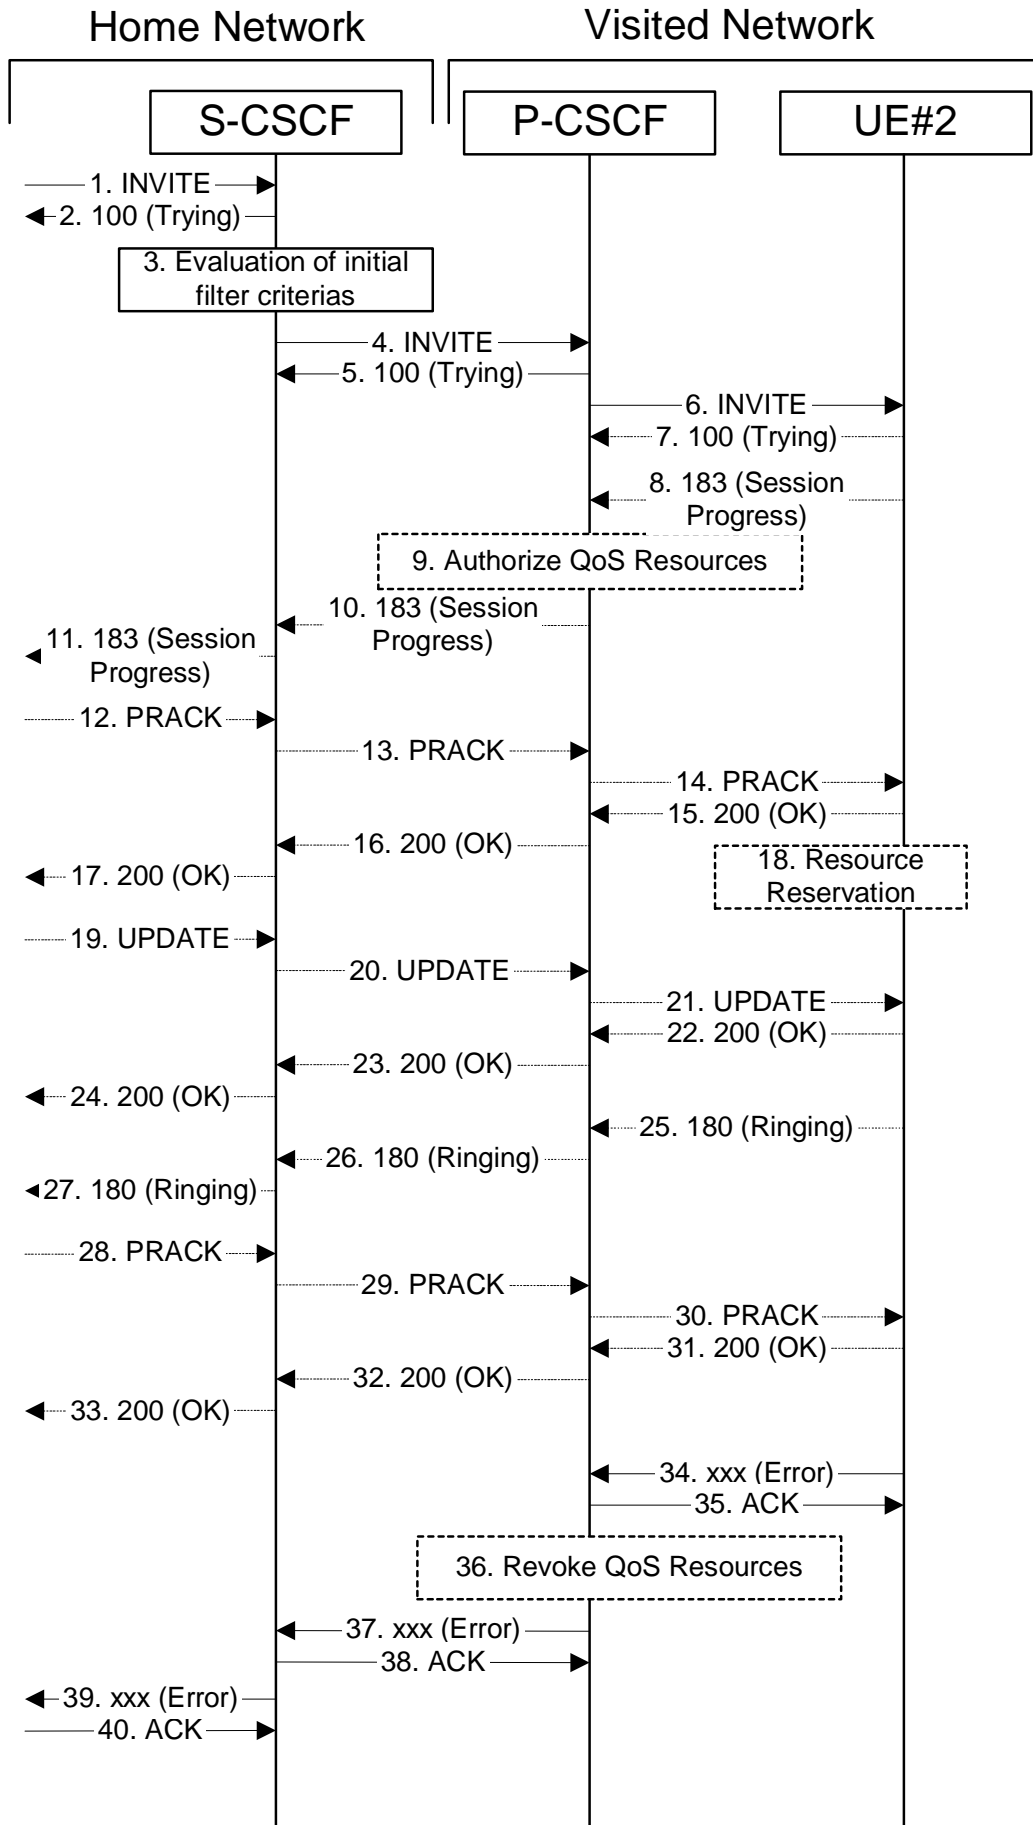 Home Network
Visited Network
S-CSCF
P-CSCF
UE#2
1. INVITE
2. 100 (Trying)
3. Evaluation of initial
filter criterias
4. INVITE
5. 100 (Trying)
6. INVITE
7. 100 (Trying)
8. 183 (Session
Progress)
9. Authorize QoS Resources
10. 183 (Session
Progress)
11. 183 (Session
Progress)
12. PRACK
13. PRACK
14. PRACK
15. 200 (OK)
16. 200 (OK)
17. 200 (OK)
18. Resource
Reservation
19. UPDATE
20. UPDATE
21. UPDATE
22. 200 (OK)
23. 200 (OK)
24. 200 (OK)
25. 180 (Ringing)
26. 180 (Ringing)
27. 180 (Ringing)
28. PRACK
29. PRACK
30. PRACK
31. 200 (OK)
32. 200 (OK)
33. 200 (OK)
34. xxx (Error)
35. ACK
36. Revoke QoS Resources
37. xxx (Error)
38. ACK
39. xxx (Error)
40. ACK